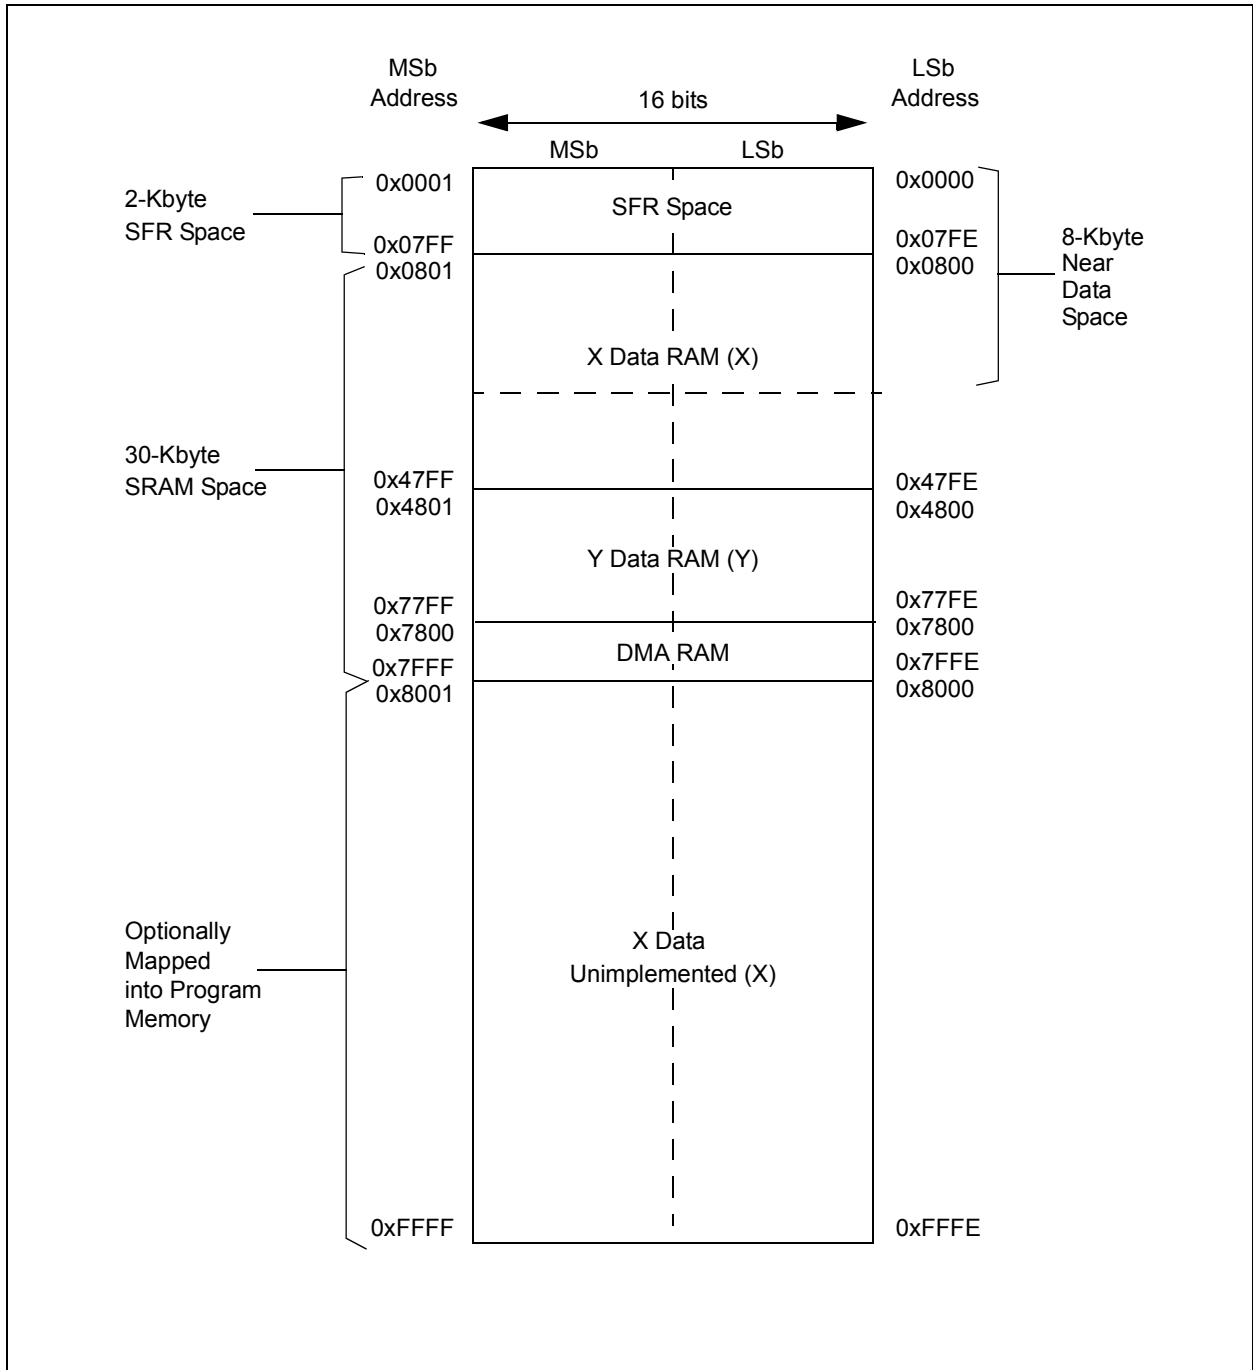 MSb
Address
LSb
Address
16 bits
MSb
LSb
2-Kbyte
SFR Space
0x0001
0x07FF
0x0801
SFR Space
0x0000
0x07FE
0x0800
8-Kbyte
Near
Data
Space
X Data RAM (X)
30-Kbyte
SRAM Space
0x47FF
0x4801
0x47FE
0x4800
Y Data RAM (Y)
0x77FF
0x7800
0x77FE
0x7800
DMA RAM
0x7FFF
0x8001
0x7FFE
0x8000
Optionally
Mapped
into Program
Memory
X Data
Unimplemented (X)
0xFFFF
0xFFFE